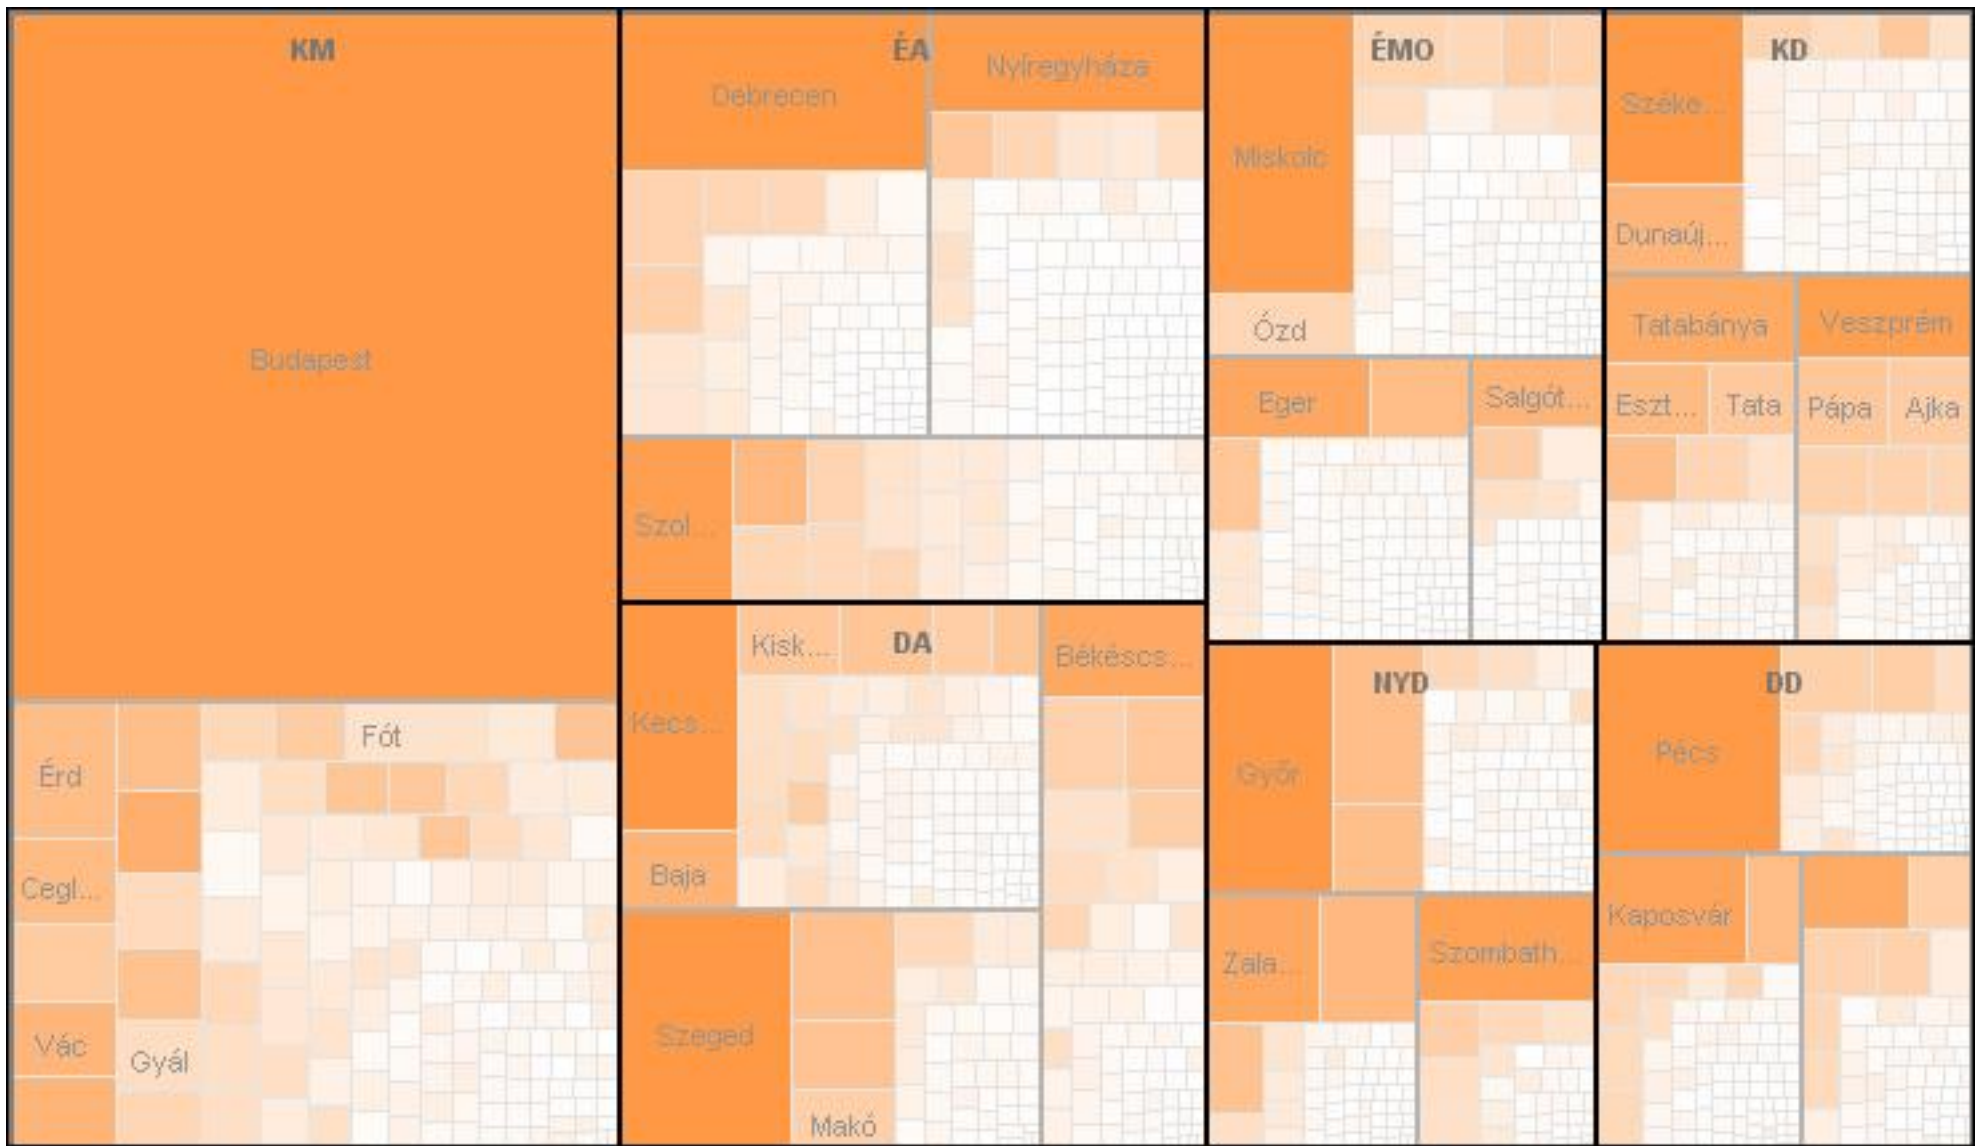 KM
Budapest
Érd
Cegl...
Vác
Gyál
Fót
ÉA
Debrecen
Nyíregyháza
Szol...
DA
Kecs...
Kisk...
Békéscs...
Baja
Szeged
Makó
ÉMO
Miskolc
Ózd
Eger
Salgót...
KD
Széke...
Dunaúj...
Tatabánya
Veszprém
Eszt...
Tata
Pápa
Ajka
NYD
Győr
Zala...
Szombath...
DD
Pécs
Kaposvár